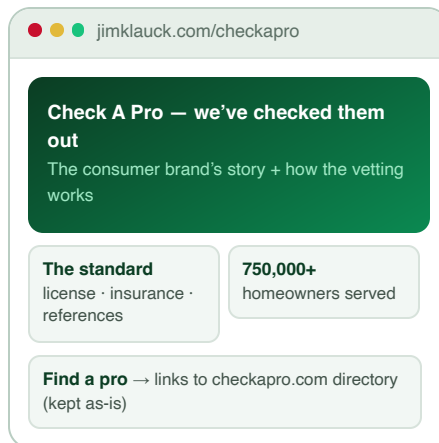 jimklauck.com/checkapro
Check A Pro — we've checked them
out
The consumer brand's story + how the vetting
works
The standard
license · insurance ·
references
750,000+
homeowners served
Find a pro → links to checkapro.com directory
(kept as-is)